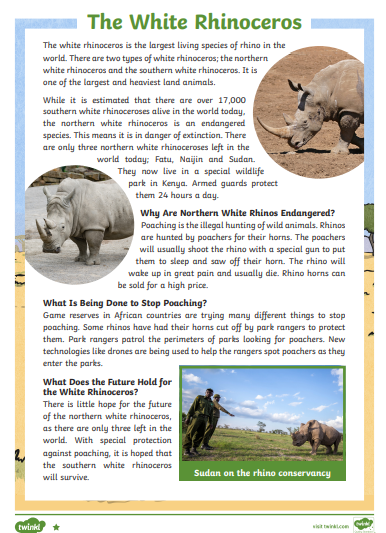 The White Rhinoceros
The white rhinoceros is the largest living species of rhino in the
world. There are two types of white rhinoceros; the northern
white rhinoceros and the southern white rhinoceros. It is
one of the largest and heaviest land animals.
While it is estimated that there are over 17,000
southern white rhinoceroses alive in the world today,
the northern white rhinoceros is an endangered
species. This means it is in danger of extinction. There
are only three northern white rhinoceroses left in the
world today; Fatu, Naijin and Sudan.
They now live in a special wildlife
park in Kenya. Armed guards protect
them 24 hours a day.
Why Are Northern White Rhinos Endangered?
Poaching is the illegal hunting of wild animals. Rhinos
are hunted by poachers for their horns. The poachers
will usually shoot the rhino with a special gun to put
them to sleep and saw off their horn. The rhino will
wake up in great pain and usually die. Rhino horns can
be sold for a high price.
What Is Being Done to Stop Poaching?
Game reserves in African countries are trying many different things to stop
poaching. Some rhinos have had their horns cut off by park rangers to protect
them. Park rangers patrol the perimeters of parks looking for poachers. New
technologies like drones are being used to help the rangers spot poachers as they
enter the parks.
What Does the Future Hold for
the White Rhinoceros?
There is little hope for the future
of the northern white rhinoceros,
as there are only three left in the
world. With special protection
against poaching, it is hoped that
the southern white rhinoceros
will survive.
Sudan on the rhino conservancy
twinkl
visit twinkl.com
twinkl